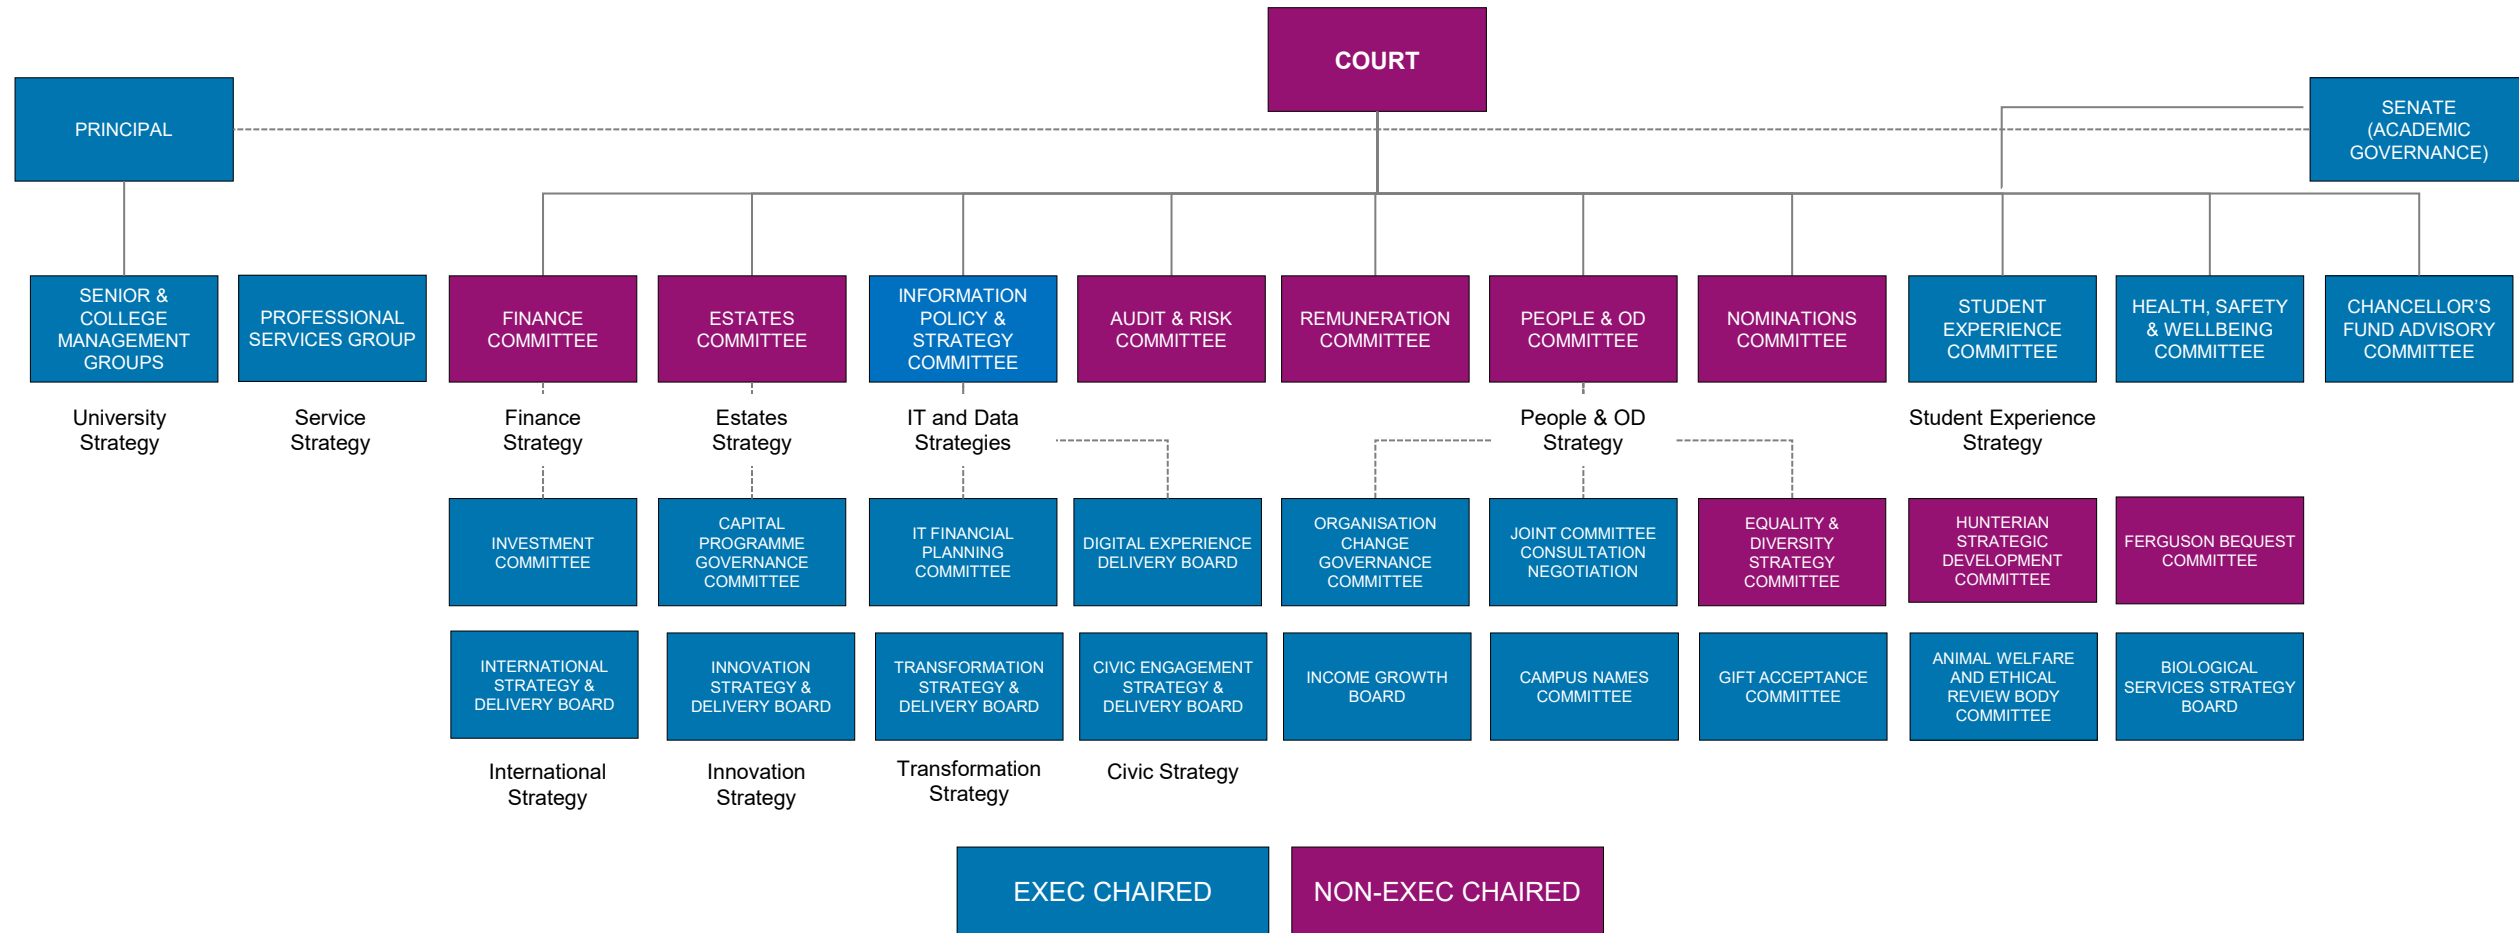 COURT
PRINCIPAL
SENATE
(ACADEMIC
GOVERNANCE)
SENIOR &
COLLEGE
MANAGEMENT
GROUPS
PROFESSIONAL
SERVICES GROUP
FINANCE
COMMITTEE
ESTATES
COMMITTEE
INFORMATION
POLICY &
STRATEGY
COMMITTEE
AUDIT & RISK
COMMITTEE
REMUNERATION
COMMITTEE
PEOPLE & OD
COMMITTEE
NOMINATIONS
COMMITTEE
STUDENT
EXPERIENCE
COMMITTEE
HEALTH, SAFETY
& WELLBEING
COMMITTEE
CHANCELLOR'S
FUND ADVISORY
COMMITTEE
University
Strategy
Service
Strategy
Finance
Strategy
Estates
Strategy
IT and Data
Strategies
People & OD
Strategy
Student Experience
Strategy
INVESTMENT
COMMITTEE
CAPITAL
PROGRAMME
GOVERNANCE
COMMITTEE
IT FINANCIAL
PLANNING
COMMITTEE
DIGITAL EXPERIENCE
DELIVERY BOARD
ORGANISATION
CHANGE
GOVERNANCE
COMMITTEE
JOINT COMMITTEE
CONSULTATION
NEGOTIATION
EQUALITY &
DIVERSITY
STRATEGY
COMMITTEE
HUNTERIAN
STRATEGIC
DEVELOPMENT
COMMITTEE
FERGUSON BEQUEST
COMMITTEE
INTERNATIONAL
STRATEGY &
DELIVERY BOARD
INNOVATION
STRATEGY &
DELIVERY BOARD
TRANSFORMATION
STRATEGY &
DELIVERY BOARD
CIVIC ENGAGEMENT
STRATEGY &
DELIVERY BOARD
INCOME GROWTH
BOARD
CAMPUS NAMES
COMMITTEE
GIFT ACCEPTANCE
COMMITTEE
ANIMAL WELFARE
AND ETHICAL
REVIEW BODY
COMMITTEE
BIOLOGICAL
SERVICES STRATEGY
BOARD
International
Strategy
Innovation
Strategy
Transformation
Strategy
Civic Strategy
EXEC CHAIRED
NON-EXEC CHAIRED